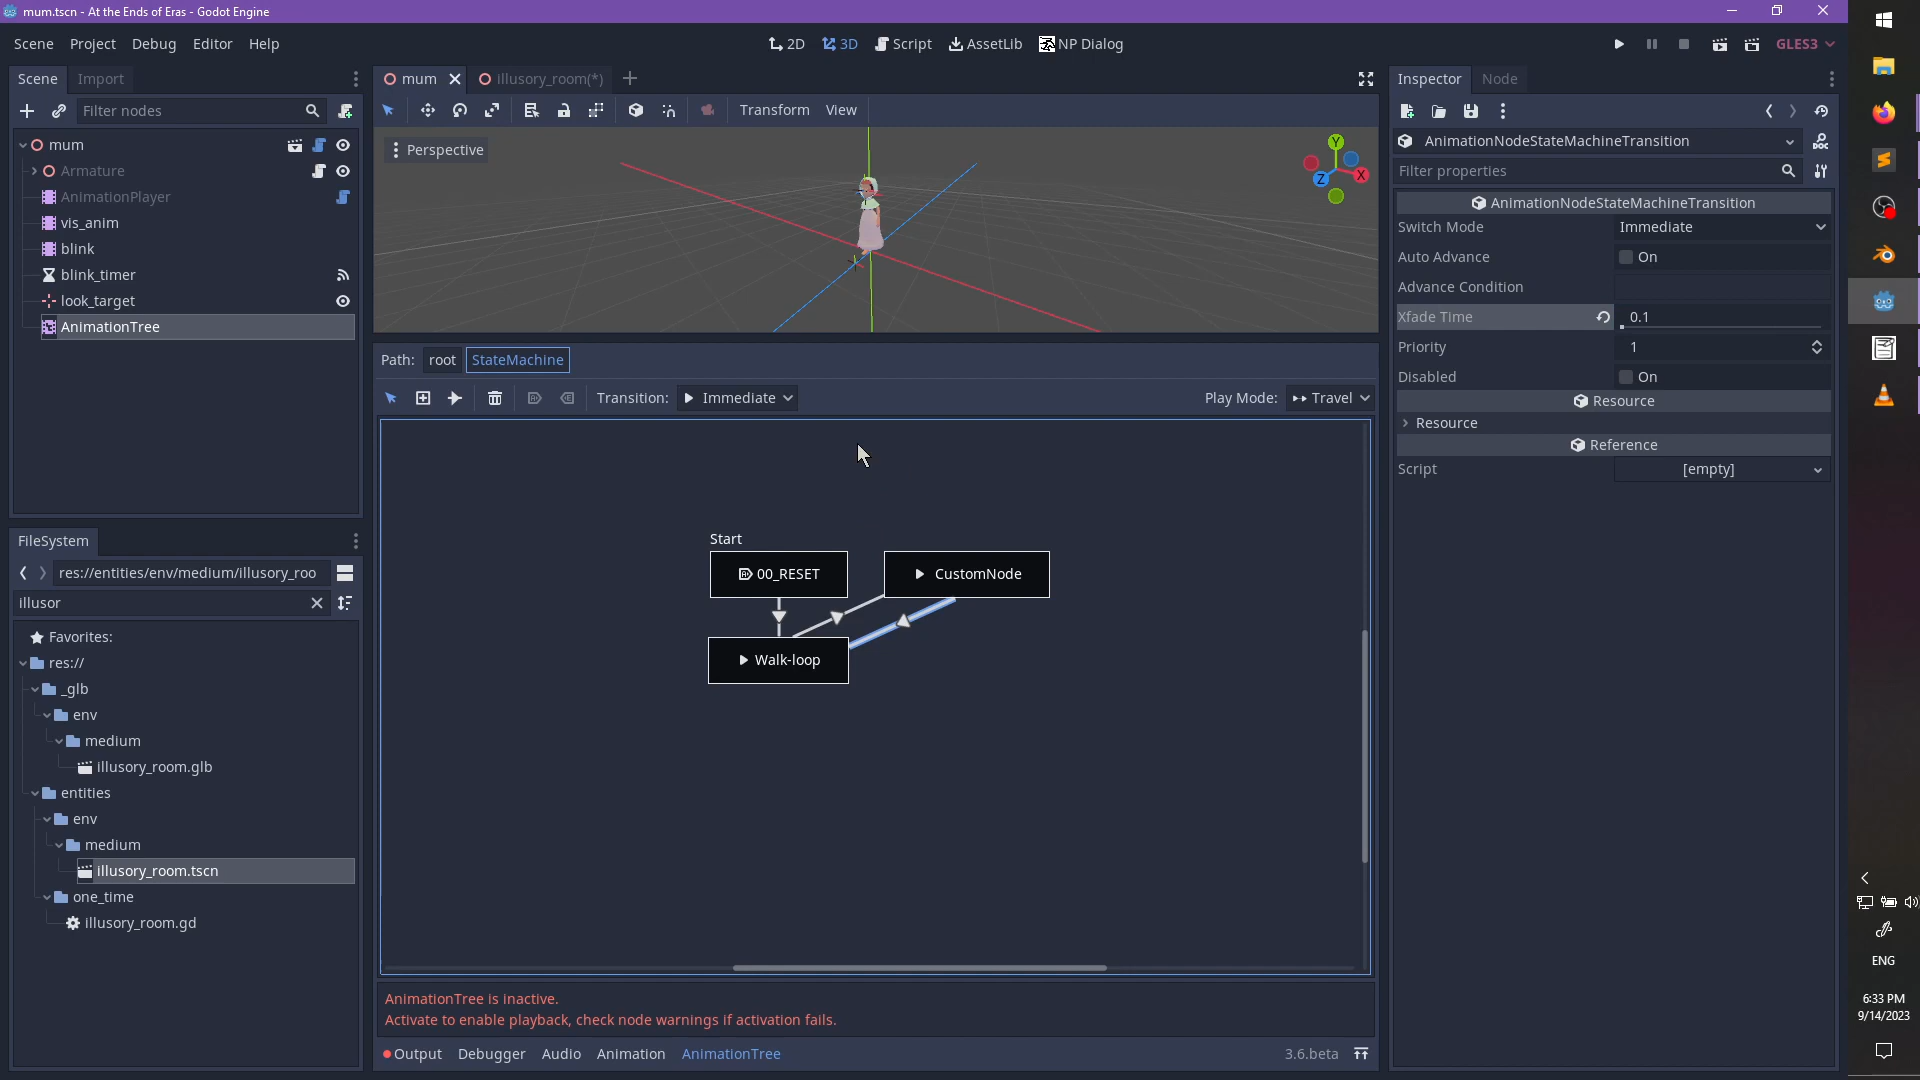 mum.tscn - At the Ends of Eras - Godot Engine
Scene Project Debug Editor Help
2D 3D Script AssetLib NP Dialog
GLES3
Scene Import
mum illusory_room(*)
Inspector Node
Filter nodes
Transform View
mum
Armature
AnimationPlayer
vis_anim
blink
blink_timer
look_target
AnimationTree
Perspective
Y
X
Z
AnimationNodeStateMachineTransition
Filter properties
AnimationNodeStateMachineTransition
Switch Mode Immediate
Auto Advance On
Advance Condition
Xfade Time 0.1
Priority 1
Disabled On
Resource
Resource
Reference
Script [empty]
Path: root StateMachine
Transition: Immediate Play Mode: Travel
Start
00_RESET CustomNode
Walk-loop
FileSystem
res://entities/env/medium/illusory_roo
illusor
Favorites:
res://
_glb
env
medium
illusory_room.glb
entities
env
medium
illusory_room.tscn
one_time
illusory_room.gd
AnimationTree is inactive.
Activate to enable playback, check node warnings if activation fails.
Output Debugger Audio Animation AnimationTree 3.6.beta
ENG
6:33 PM
9/14/2023